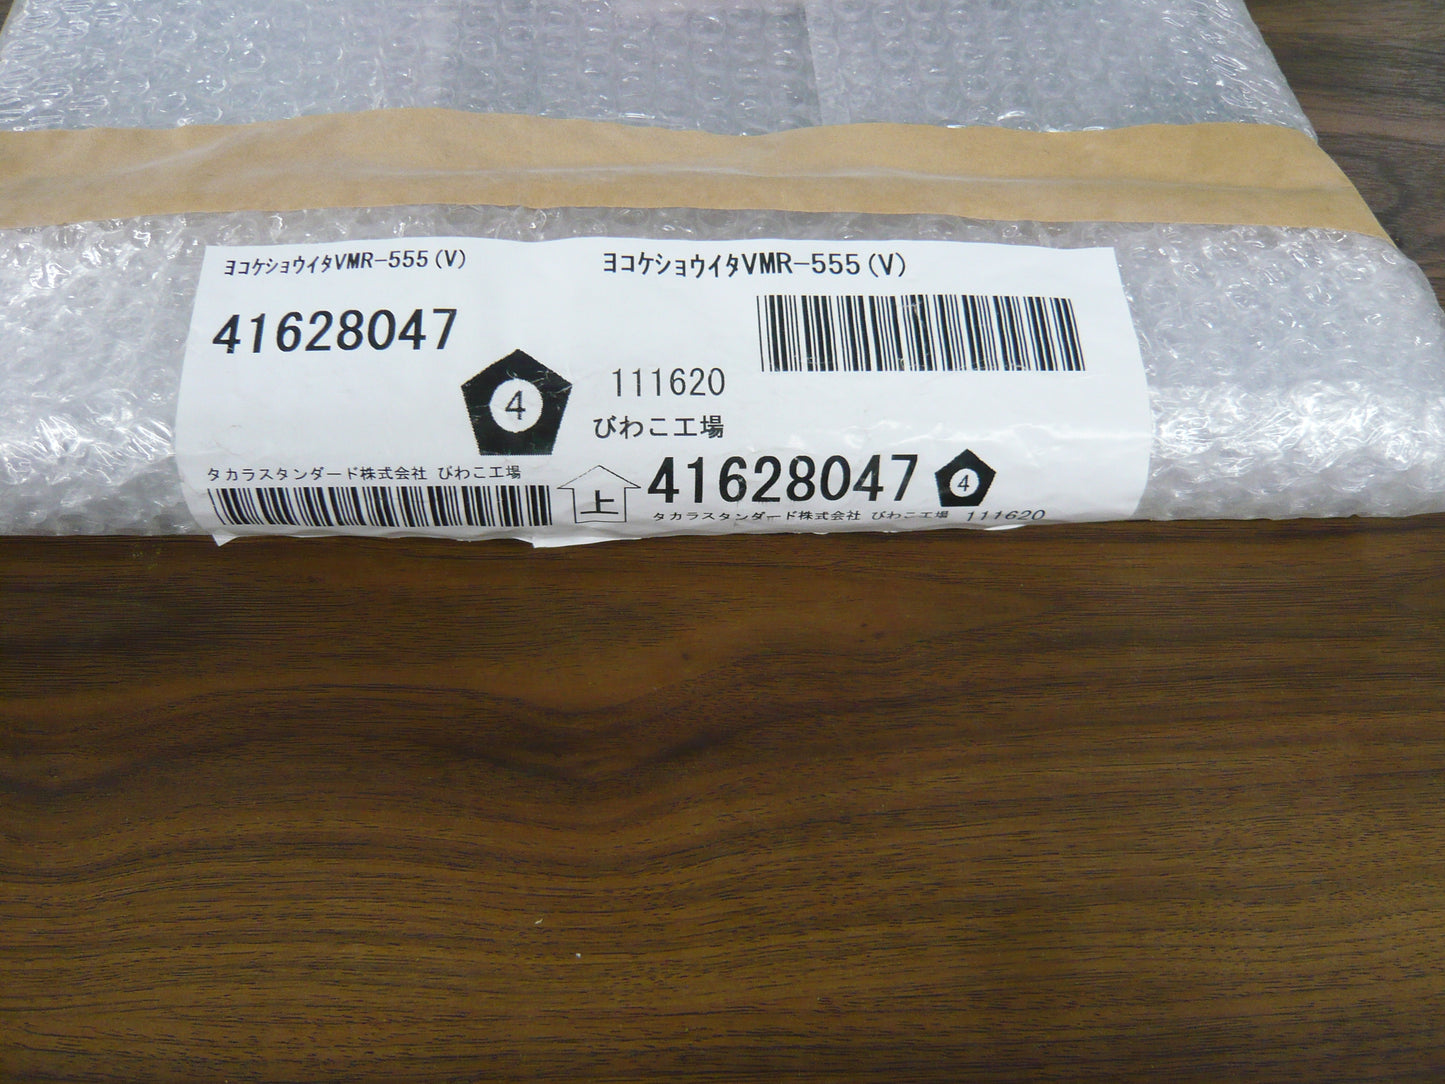 ヨコケショウイタVMR-555(V)
41628047
4
タカラスタンダード株式会社 びわこ工場
ヨコケショウイタVMR-555(V)
111620
びわこ工場
上
41628047 4
タカラスタンダード株式会社 びわこ工場 111620